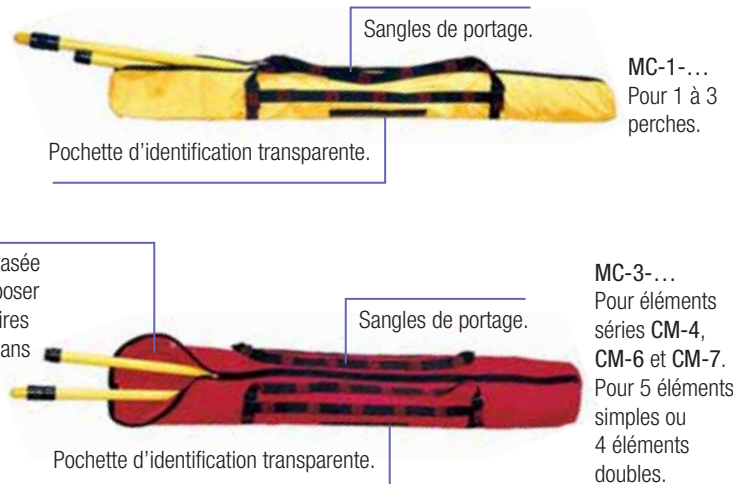 Sangles de portage.
MC-1-…
Pour 1 à 3
perches.
Pochette d’identification transparente.
Sangles de portage.
MC-3-…
Pour éléments
séries CM-4,
CM-6 et CM-7.
Pour 5 éléments
simples ou
4 éléments
doubles.
Pochette d’identification transparente.